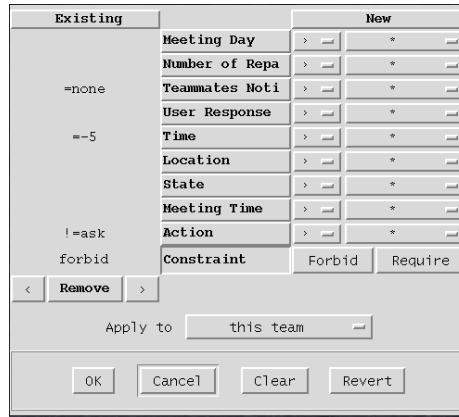 Existing New
Meeting Day > *
Number of Repa > *
=none Teammates Noti > *
User Response > *
=-5 Time > *
Location > *
State > *
Meeting Time > *
!=ask Action > *
forbid Constraint Forbid Require
< Remove >
Apply to this team
OK Cancel Clear Revert